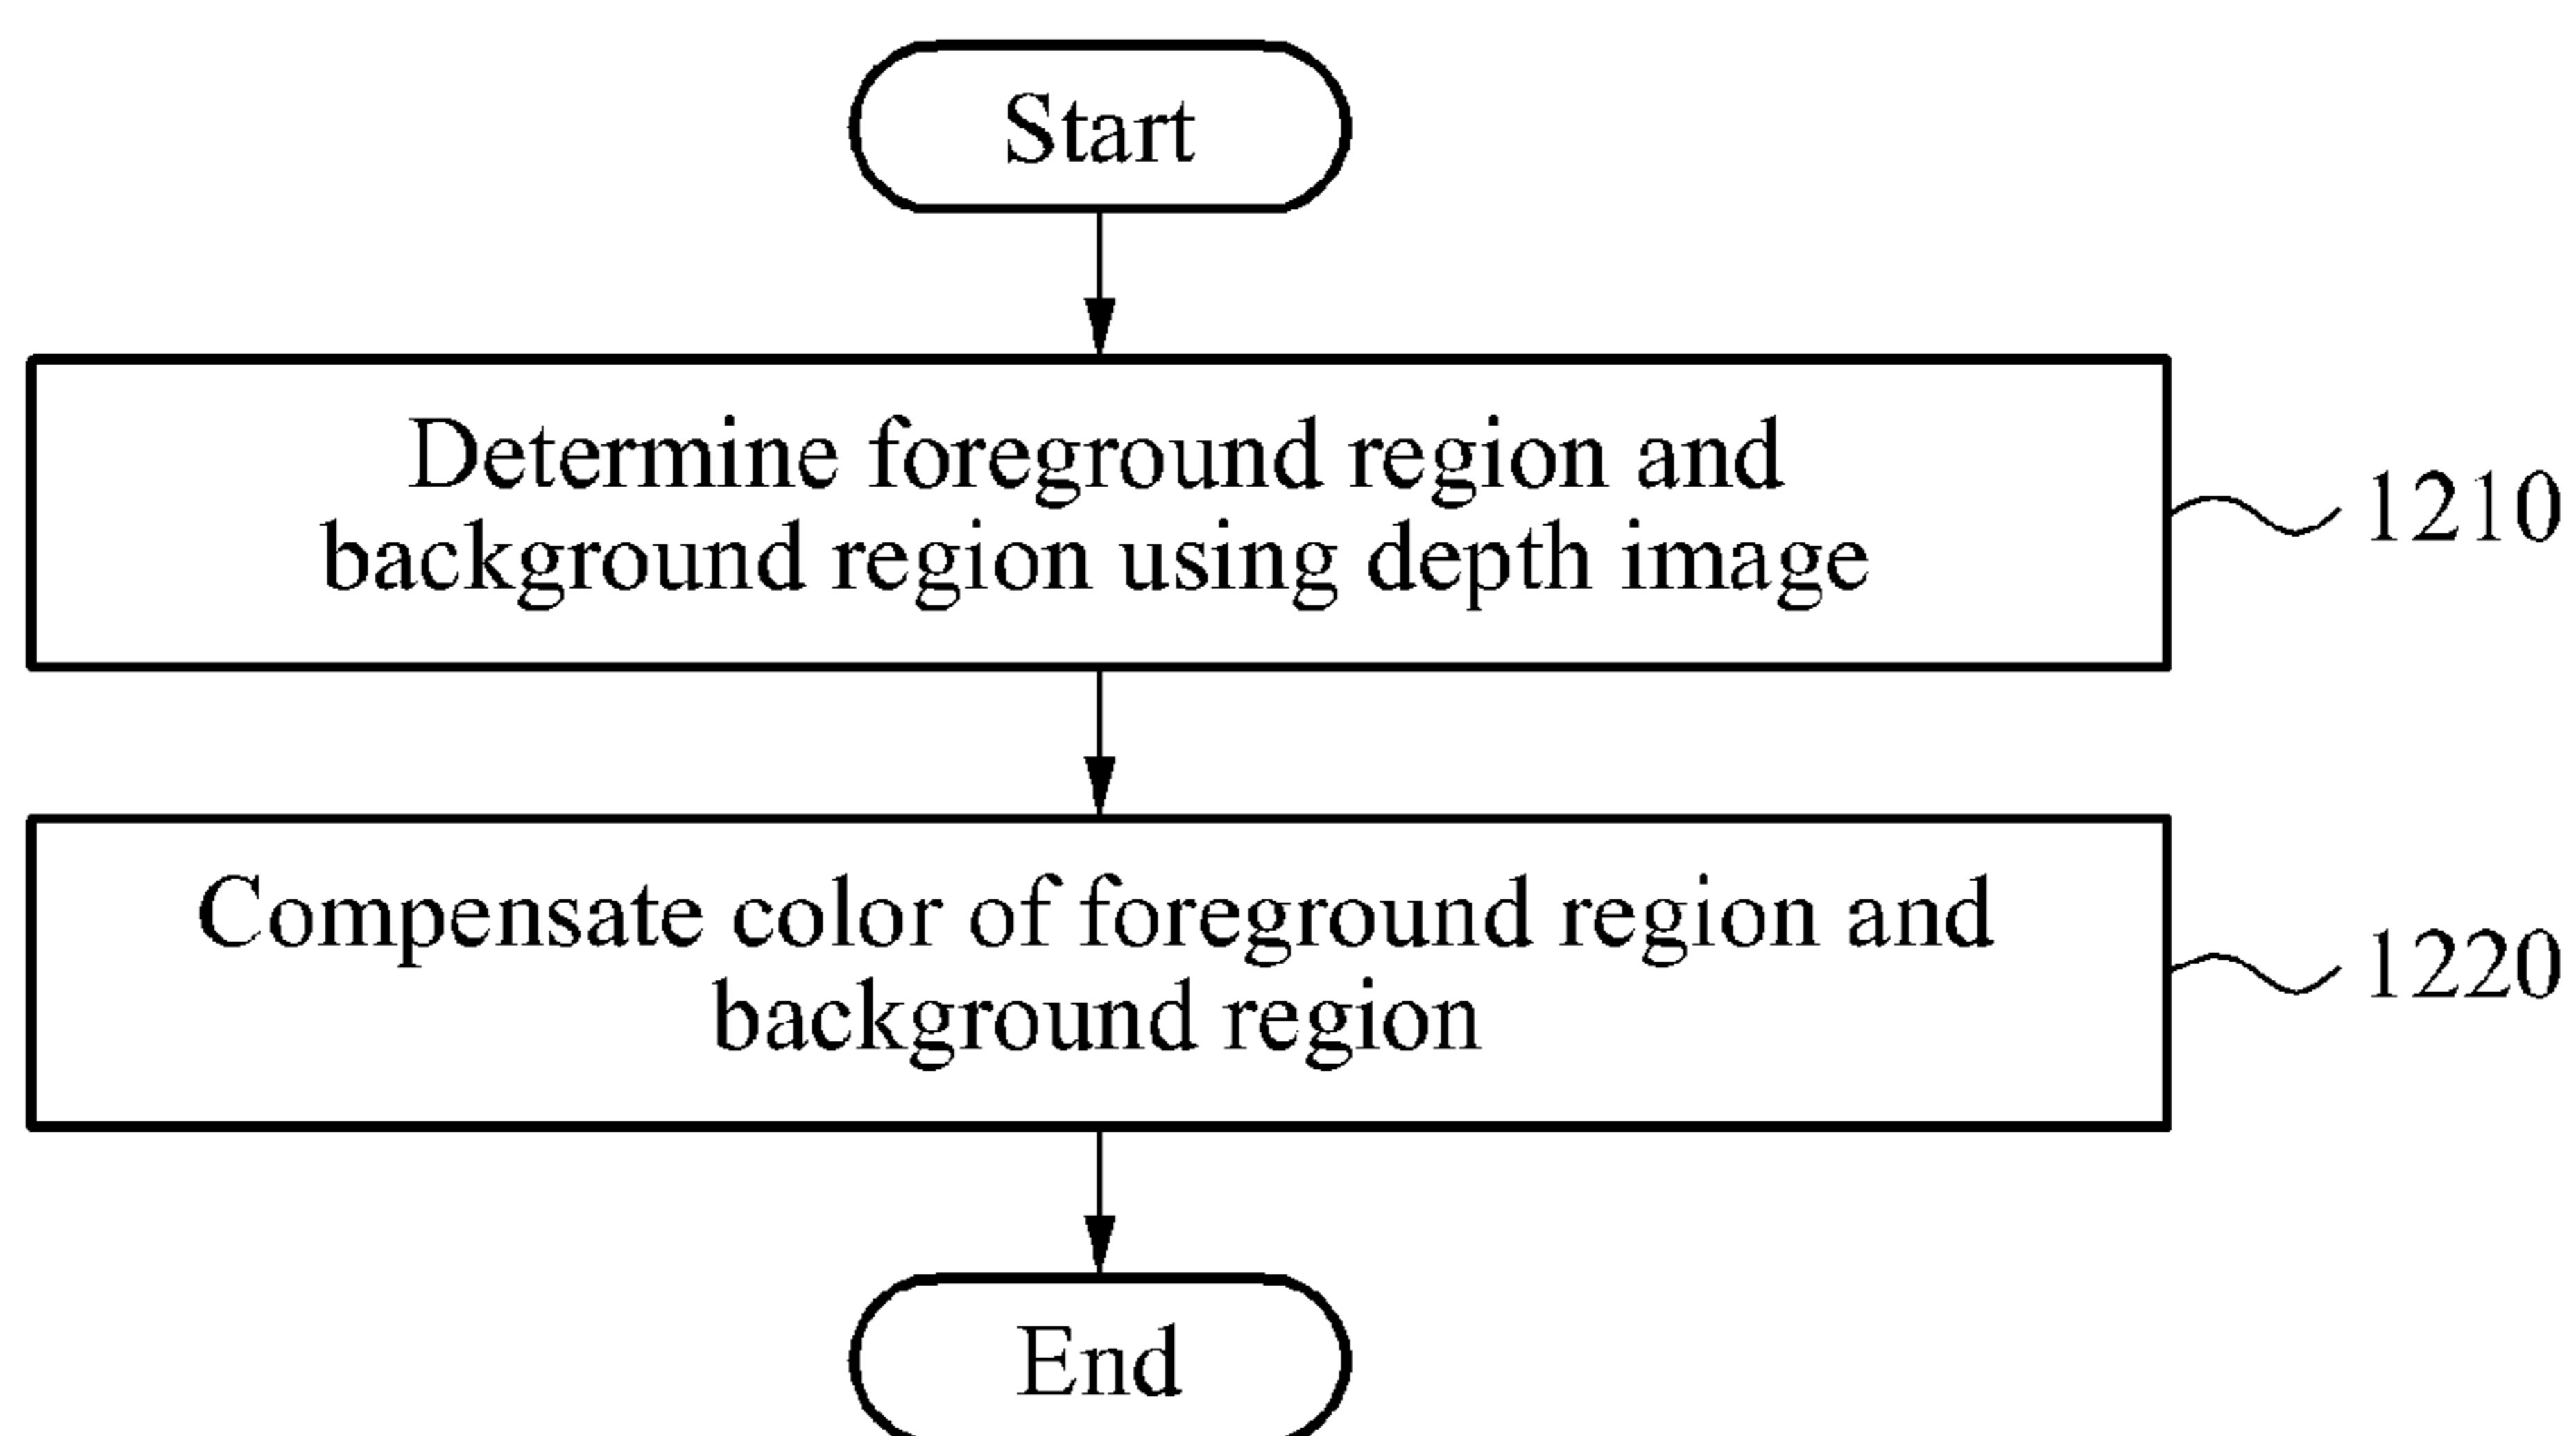 Start
Determine foreground region and
background region using depth image
1210
Compensate color of foreground region and
background region
1220
End